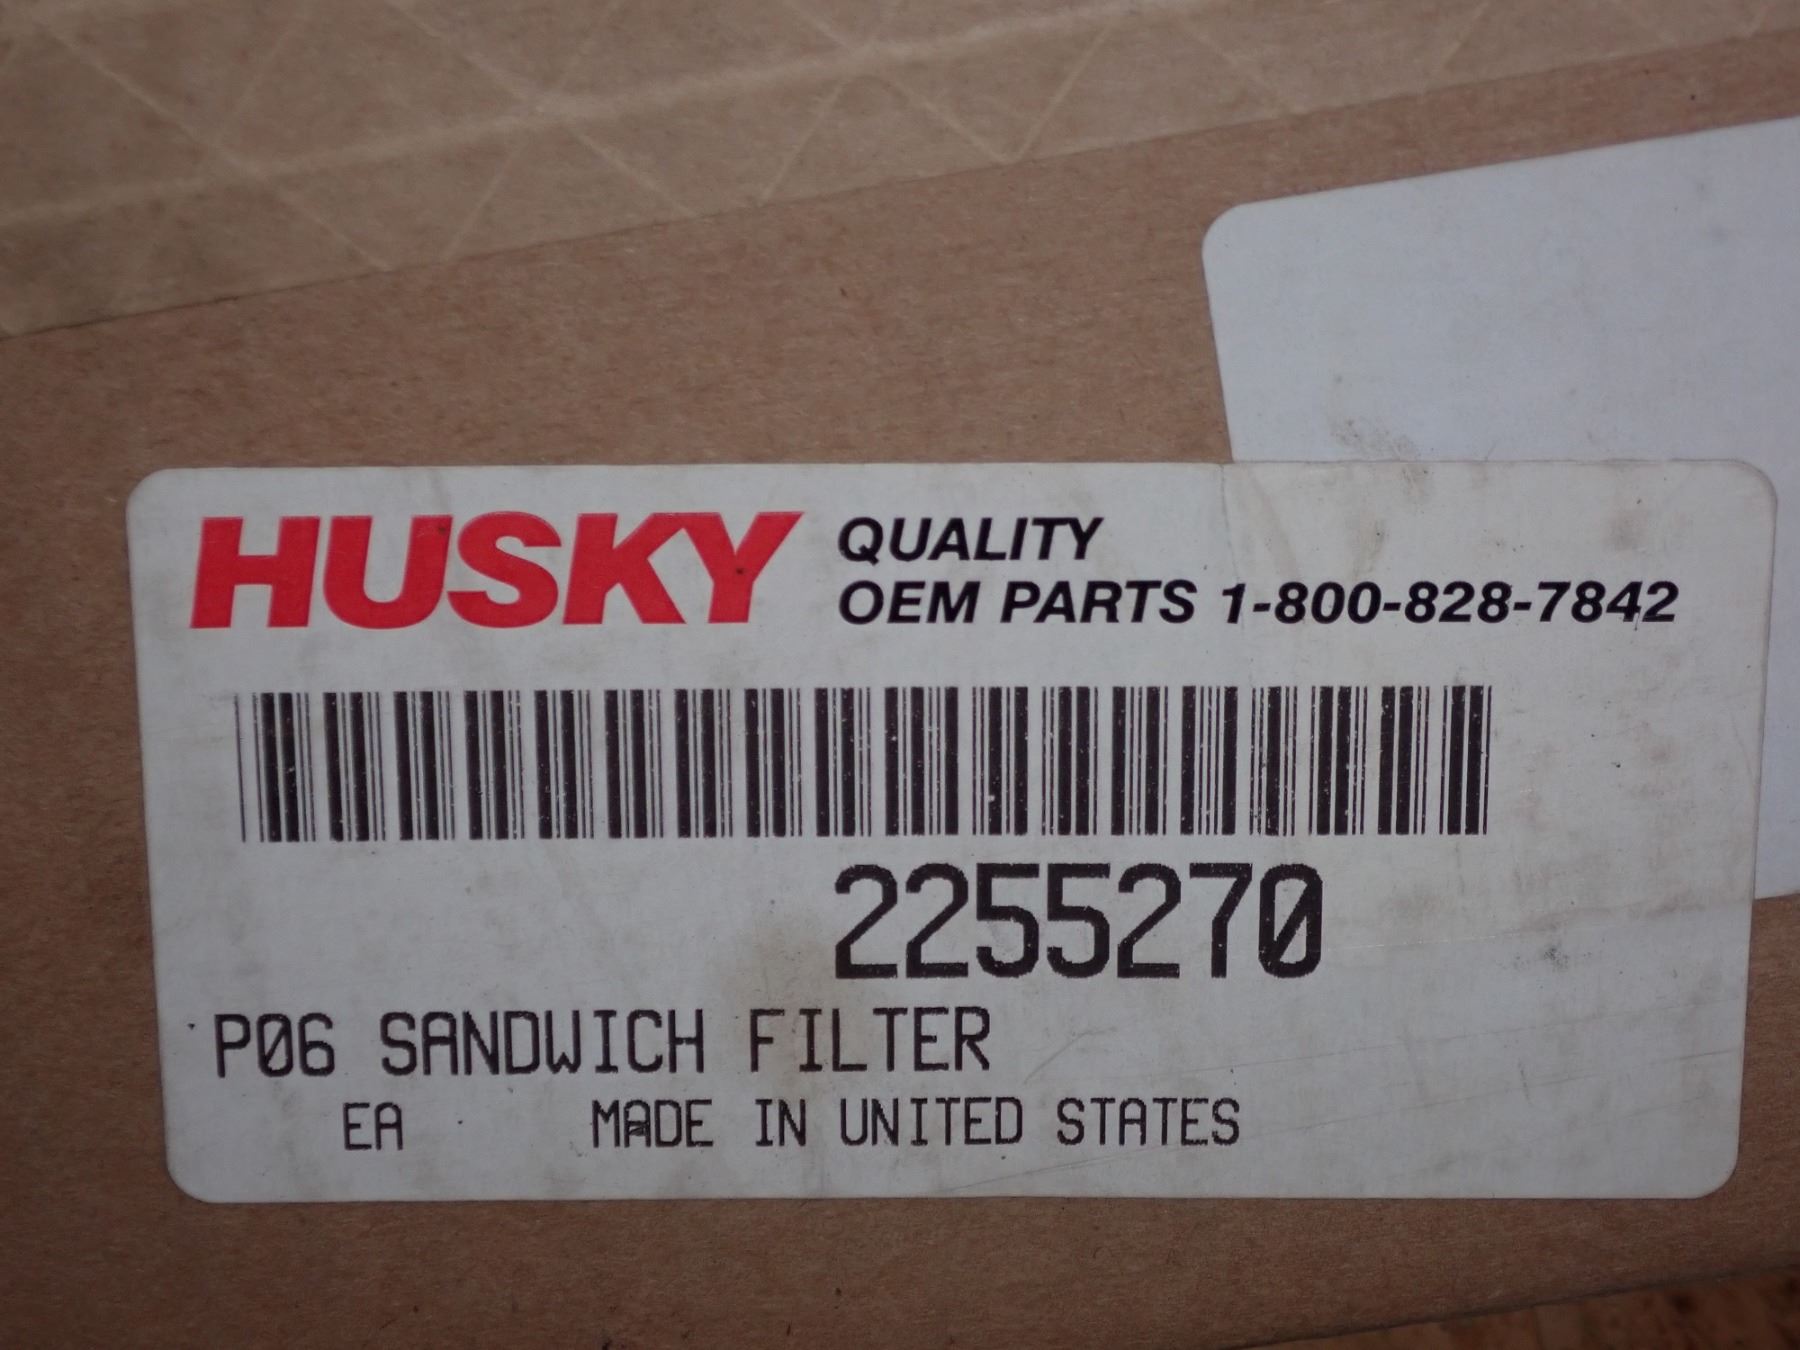 HUSKY
QUALITY
OEM PARTS 1-800-828-7842
2255270
P06 SANDWICH FILTER
EA MADE IN UNITED STATES